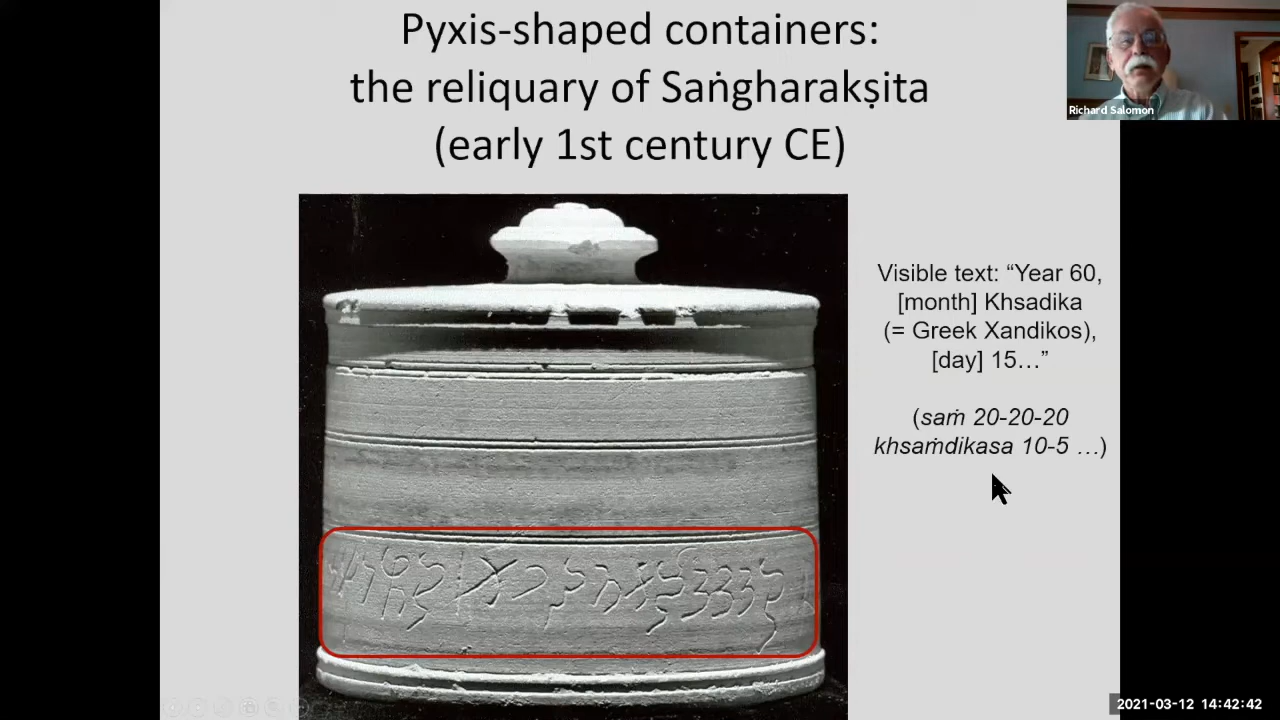 Pyxis-shaped containers:
the reliquary of Saṅgharakṣita
(early 1st century CE)
Richard Salomon
Visible text: “Year 60,
[month] Khsadika
(= Greek Xandikos),
[day] 15…”
(saṁ 20-20-20
khsaṁdikasa 10-5 …)
2021-03-12 14:42:42